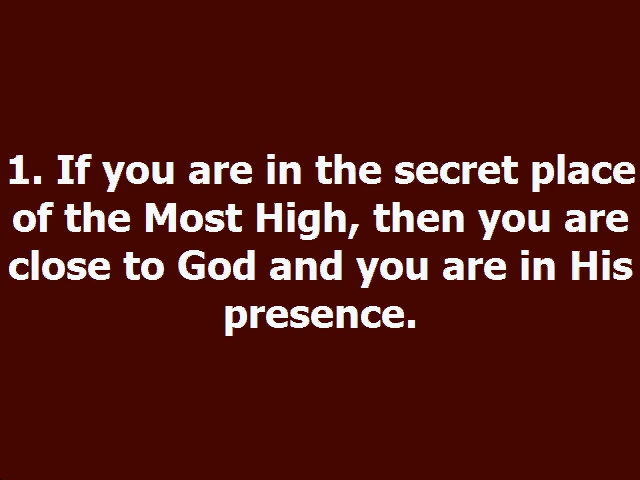 1. If you are in the secret place
of the Most High, then you are
close to God and you are in His
presence.